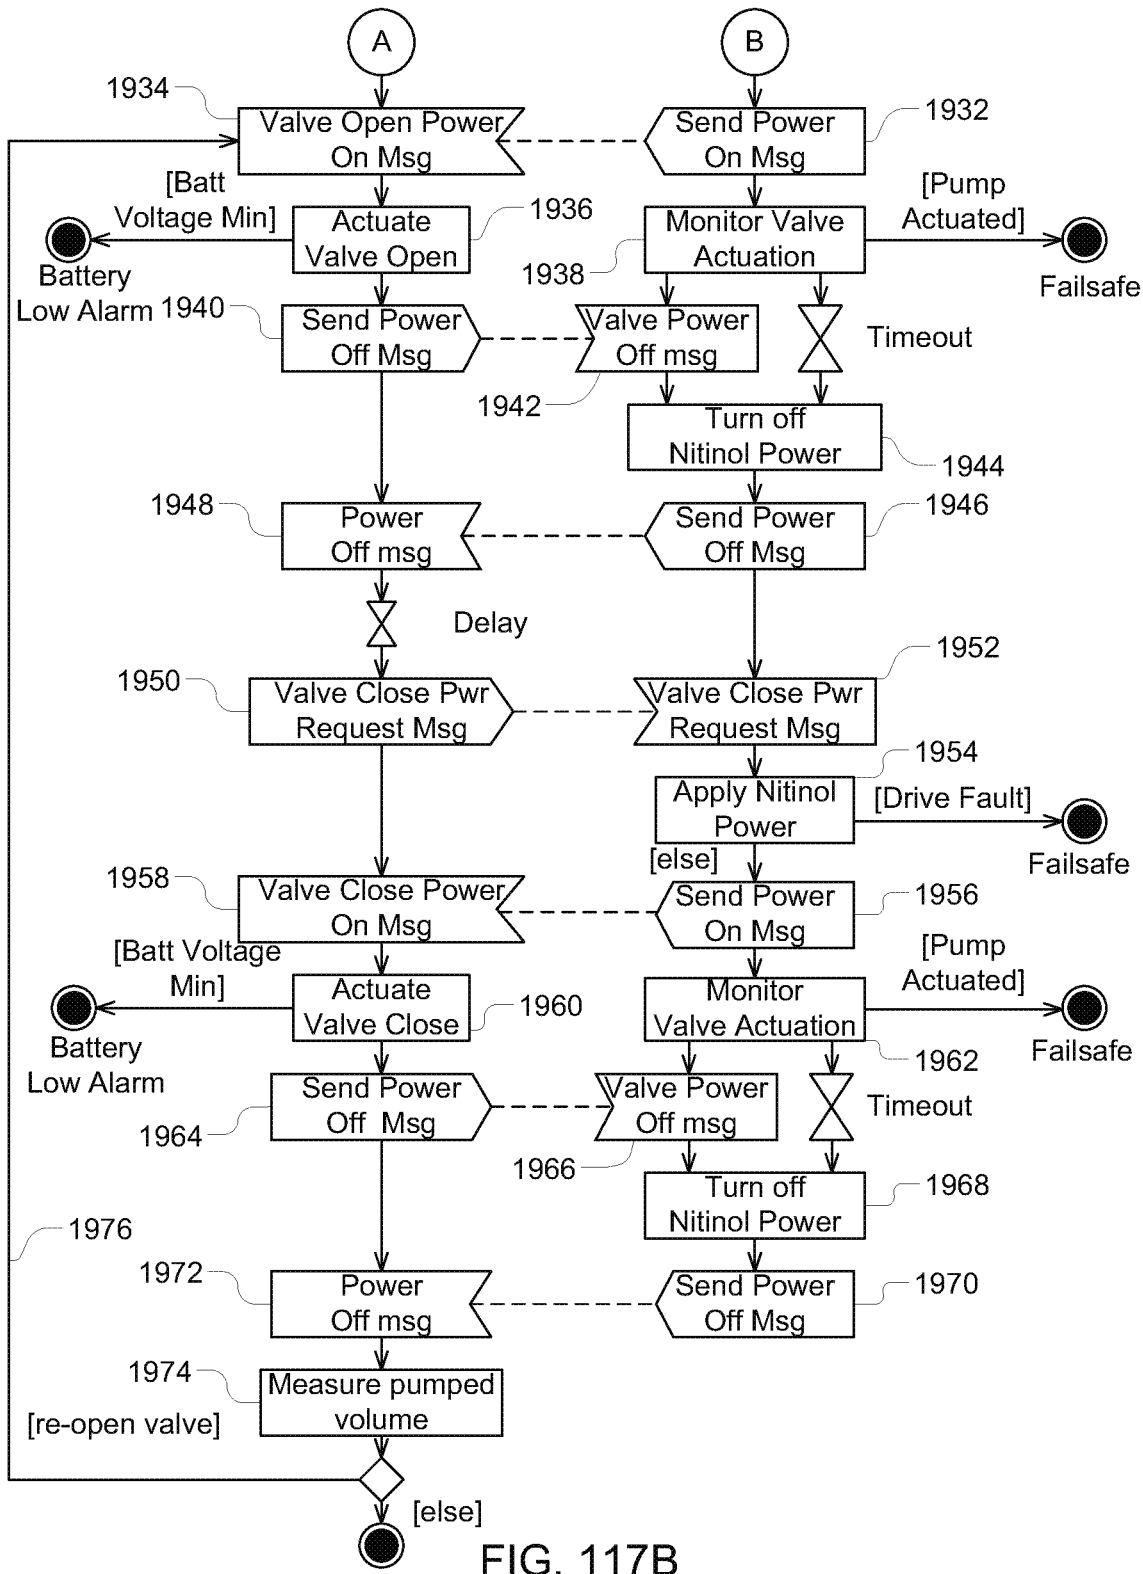 A
B
1934
Valve Open Power
On Msg
Send Power
On Msg
1932
[Batt
Voltage Min]
Actuate
Valve Open
1936
Monitor Valve
Actuation
1938
[Pump
Actuated]
Battery
Low Alarm
Failsafe
1940
Send Power
Off Msg
Valve Power
Off msg
Timeout
1942
Turn off
Nitinol Power
1944
1948
Power
Off msg
Send Power
Off Msg
1946
Delay
1952
1950
Valve Close Pwr
Request Msg
Valve Close Pwr
Request Msg
1954
Apply Nitinol
Power
[Drive Fault]
Failsafe
[else]
1958
Valve Close Power
On Msg
Send Power
On Msg
1956
[Batt Voltage
Min]
Actuate
Valve Close
1960
Monitor
Valve Actuation
[Pump
Actuated]
Battery
Low Alarm
1962
Failsafe
Send Power
Off  Msg
1964
Valve Power
Off msg
Timeout
1966
Turn off
Nitinol Power
1968
1976
1972
Power
Off msg
Send Power
Off Msg
1970
1974
Measure pumped
volume
[re-open valve]
[else]
FIG. 117B